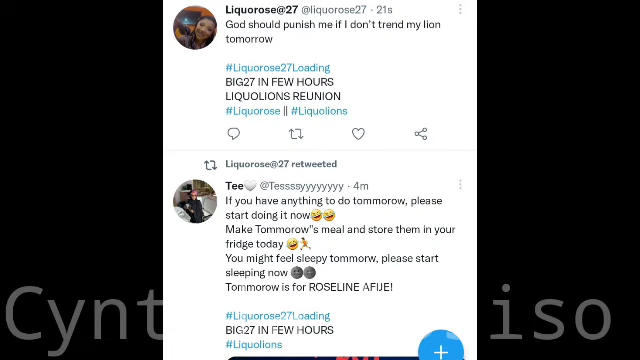 Liquorose@27 @liquorose27 · 21s
God should punish me if I don't trend my lion
tomorrow
#Liquorose27Loading
BIG27 IN FEW HOURS
LIQUOLIONS REUNION
#Liquorose || #Liquolions
Liquorose@27 retweeted
Tee🤍 @Tessssyyyyyyyy · 4m
If you have anything to do tommorow, please
start doing it now🤣🤣
Make Tommorow"s meal and store them in your
fridge today 🤣🏃
You might feel sleepy tommorw, please start
sleeping now 🌚🌚
Tommorow is for ROSELINE AFIJE!
#Liquorose27Loading
BIG27 IN FEW HOURS
#Liquolions